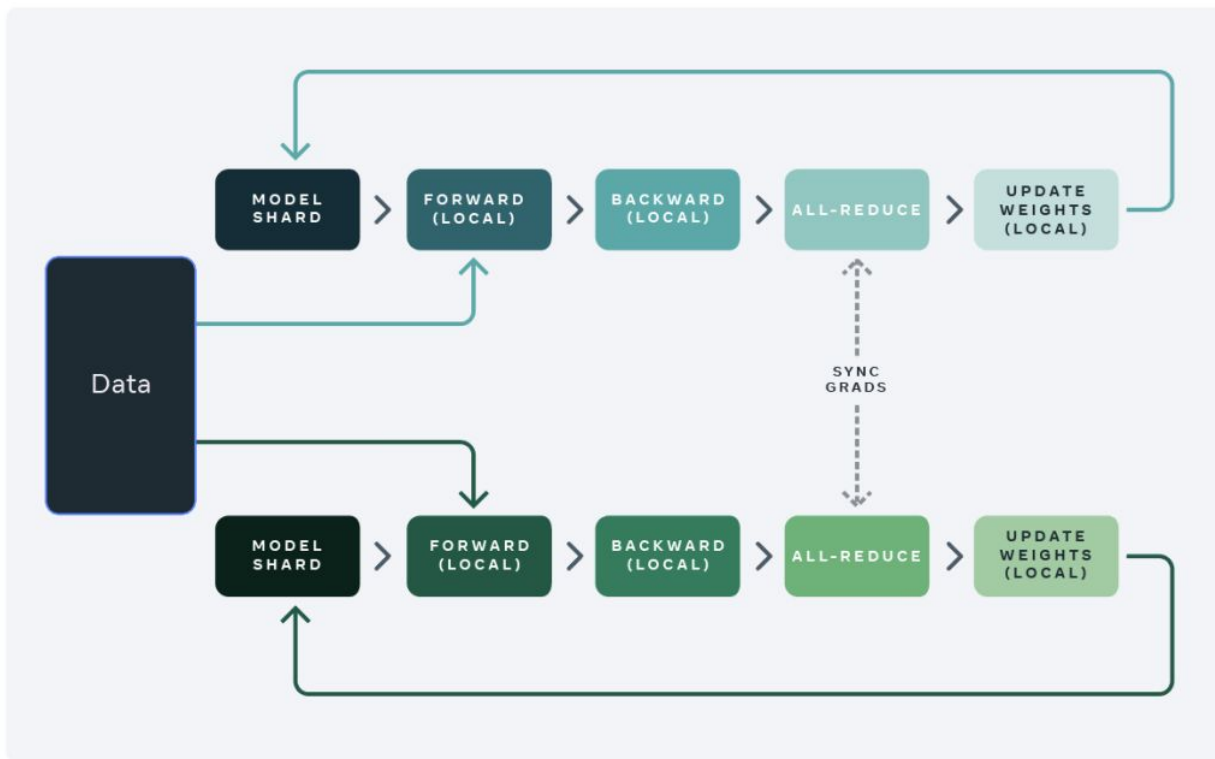 MODEL
SHARD
FORWARD
(LOCAL)
BACKWARD
(LOCAL)
ALL-REDUCE
UPDATE
WEIGHTS
(LOCAL)
Data
SYNC
GRADS
MODEL
SHARD
FORWARD
(LOCAL)
BACKWARD
(LOCAL)
ALL-REDUCE
UPDATE
WEIGHTS
(LOCAL)